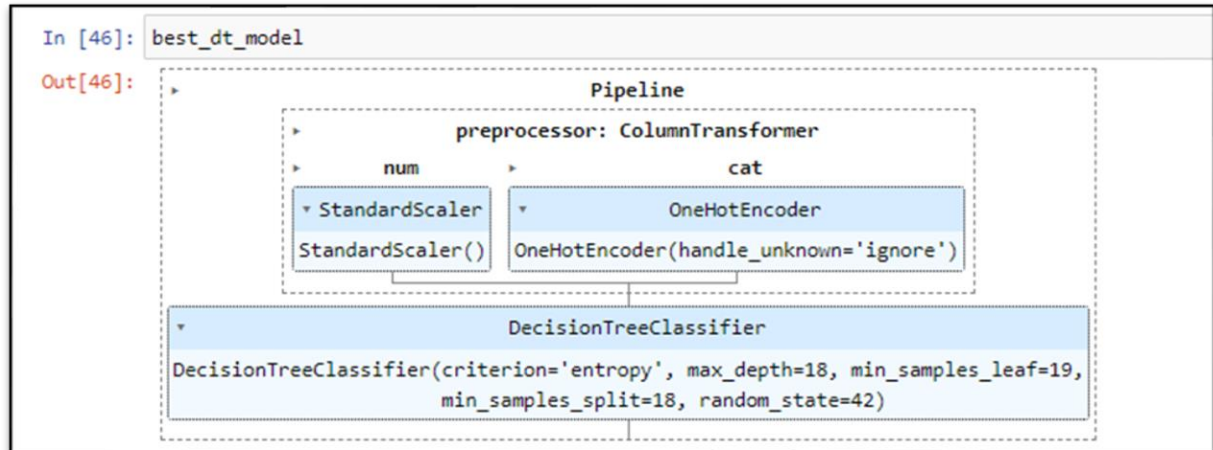 In [46]: best_dt_model
Out[46]:
Pipeline
preprocessor: ColumnTransformer
num cat
StandardScaler OneHotEncoder
StandardScaler() OneHotEncoder(handle_unknown='ignore')
DecisionTreeClassifier
DecisionTreeClassifier(criterion='entropy', max_depth=18, min_samples_leaf=19,
min_samples_split=18, random_state=42)